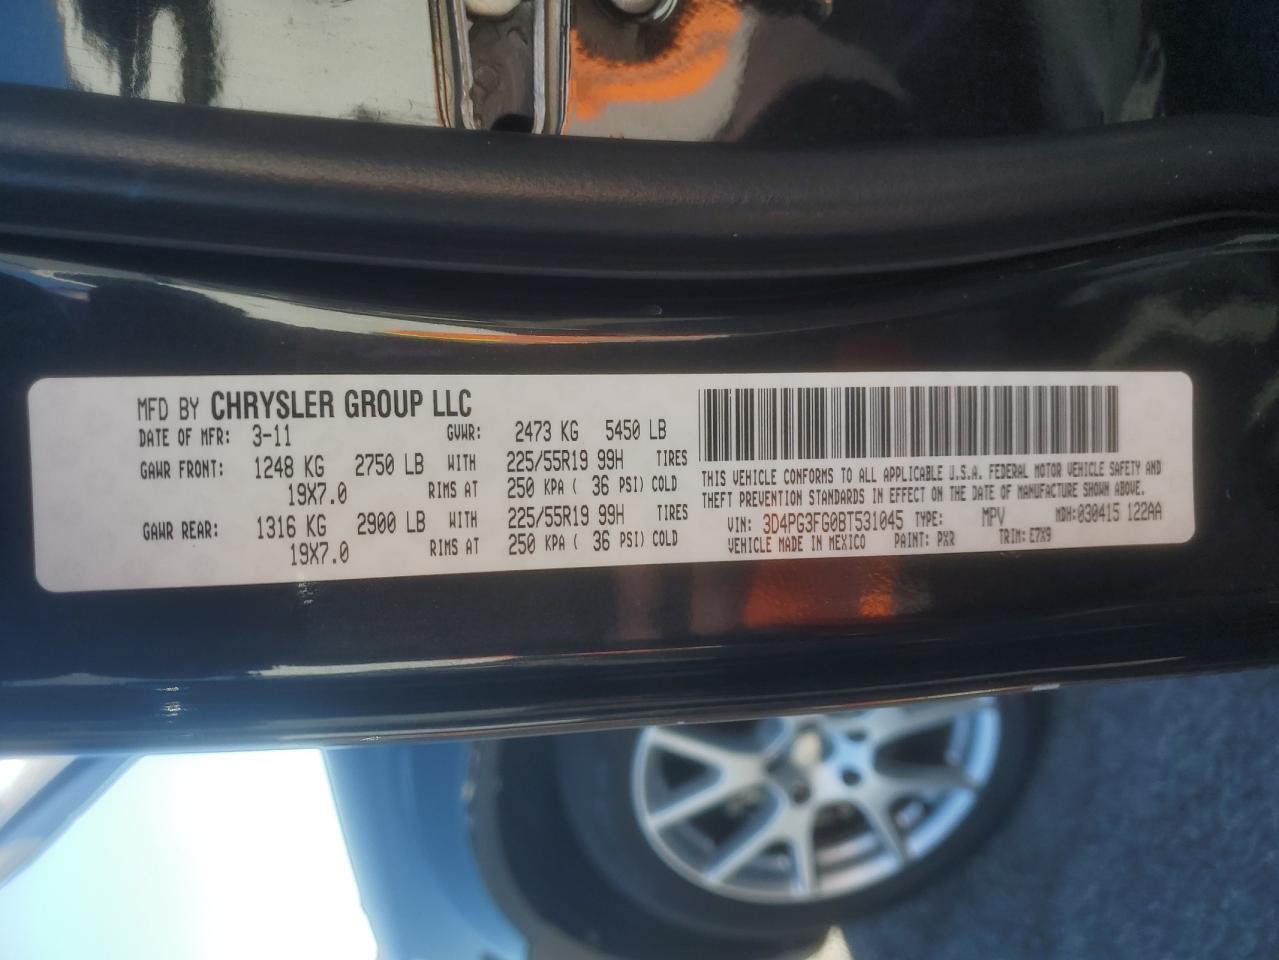 MFD BY CHRYSLER GROUP LLC
DATE OF MFR: 3-11 GVWR: 2473 KG 5450 LB
GAWR FRONT: 1248 KG 2750 LB WITH 225/55R19 99H TIRES
19X7.0 RIMS AT 250 KPA ( 36 PSI) COLD
GAWR REAR: 1316 KG 2900 LB WITH 225/55R19 99H TIRES
19X7.0 RIMS AT 250 KPA ( 36 PSI) COLD
THIS VEHICLE CONFORMS TO ALL APPLICABLE U.S.A. FEDERAL MOTOR VEHICLE SAFETY AND
THEFT PREVENTION STANDARDS IN EFFECT ON THE DATE OF MANUFACTURE SHOWN ABOVE.
VIN: 3D4PG3FG0BT531045 TYPE: MPV MDH: 030415 122AA
VEHICLE MADE IN MEXICO PAINT: PXR TRIM: E7X9